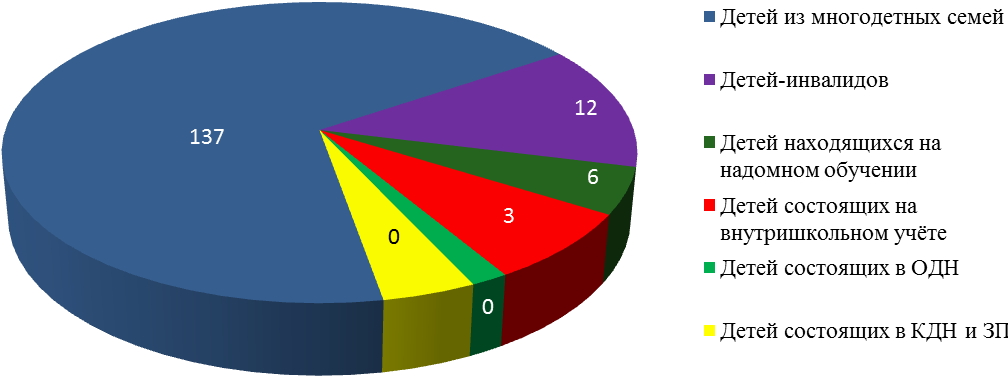 137
12
6
3
0
0
Детей из многодетных семей
Детей-инвалидов
Детей находящихся на
надомном обучении
Детей состоящих на
внутришкольном учёте
Детей состоящих в ОДН
Детей состоящих в КДН и ЗП